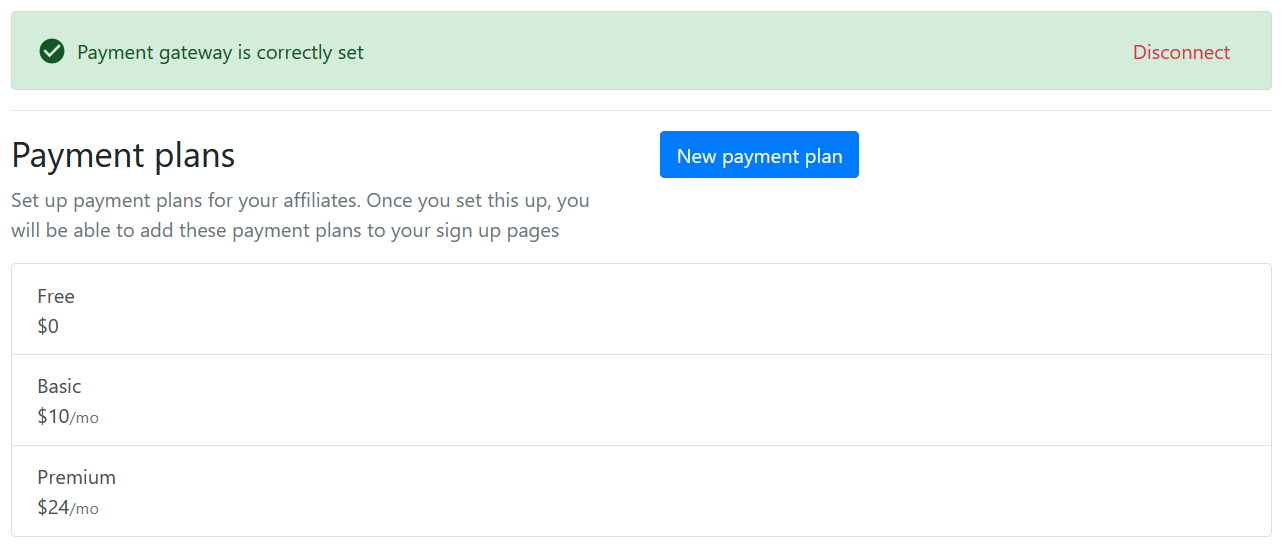 Payment gateway is correctly set
Disconnect
Payment plans
New payment plan
Set up payment plans for your affiliates. Once you set this up, you
will be able to add these payment plans to your sign up pages
Free
$0
Basic
$10/mo
Premium
$24/mo